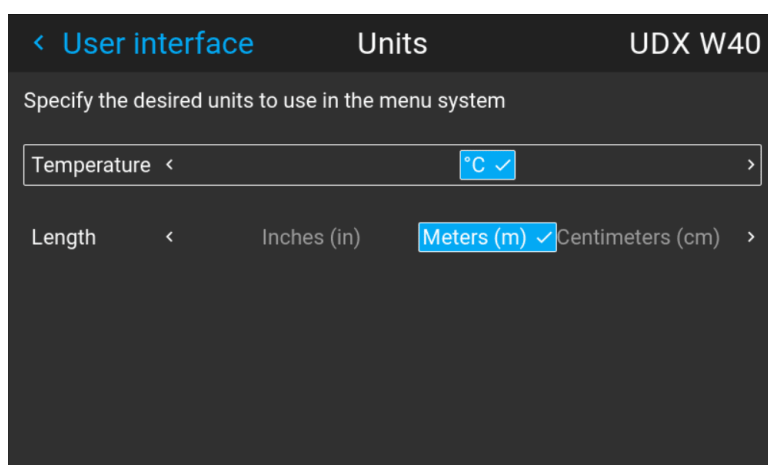 User interface Units UDX W40
Specify the desired units to use in the menu system
Temperature °C
Length Inches (in) Meters (m) Centimeters (cm)